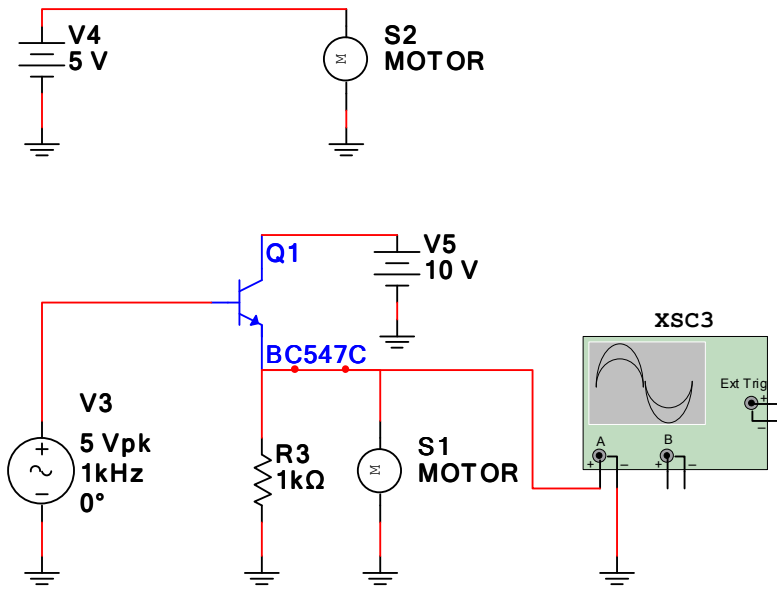 V4
5 V
S2
MOTOR
M
Q1
V5
10 V
BC547C
XSC3
Ext Trig
+
−
A
B
+ − + −
V3
5 Vpk
1kHz
0°
+
−
R3
1kΩ
S1
MOTOR
M